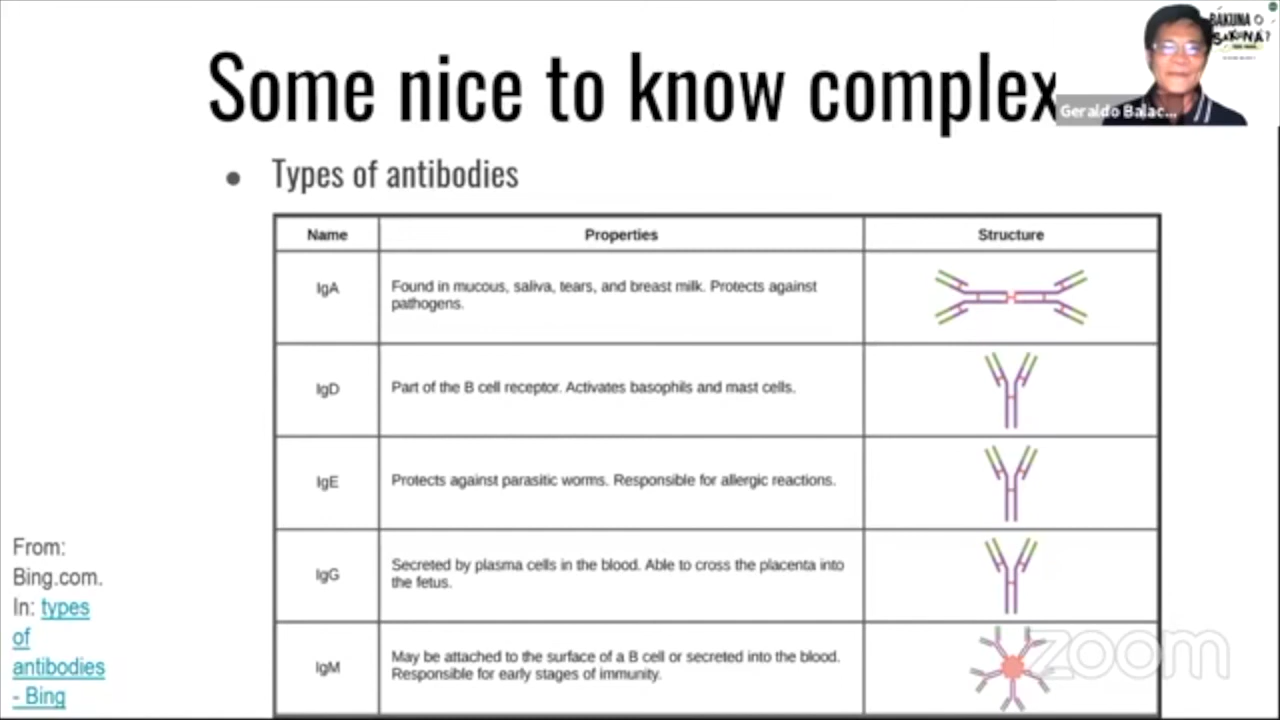 Some nice to know complex
BAKUNA O
SAKUNA?
Geraldo Balac...
● Types of antibodies
Name Properties Structure
IgA Found in mucous, saliva, tears, and breast milk. Protects against
pathogens.
IgD Part of the B cell receptor. Activates basophils and mast cells.
IgE Protects against parasitic worms. Responsible for allergic reactions.
IgG Secreted by plasma cells in the blood. Able to cross the placenta into
the fetus.
IgM May be attached to the surface of a B cell or secreted into the blood.
Responsible for early stages of immunity.
From:
Bing.com.
In: types
of
antibodies
- Bing
zoom